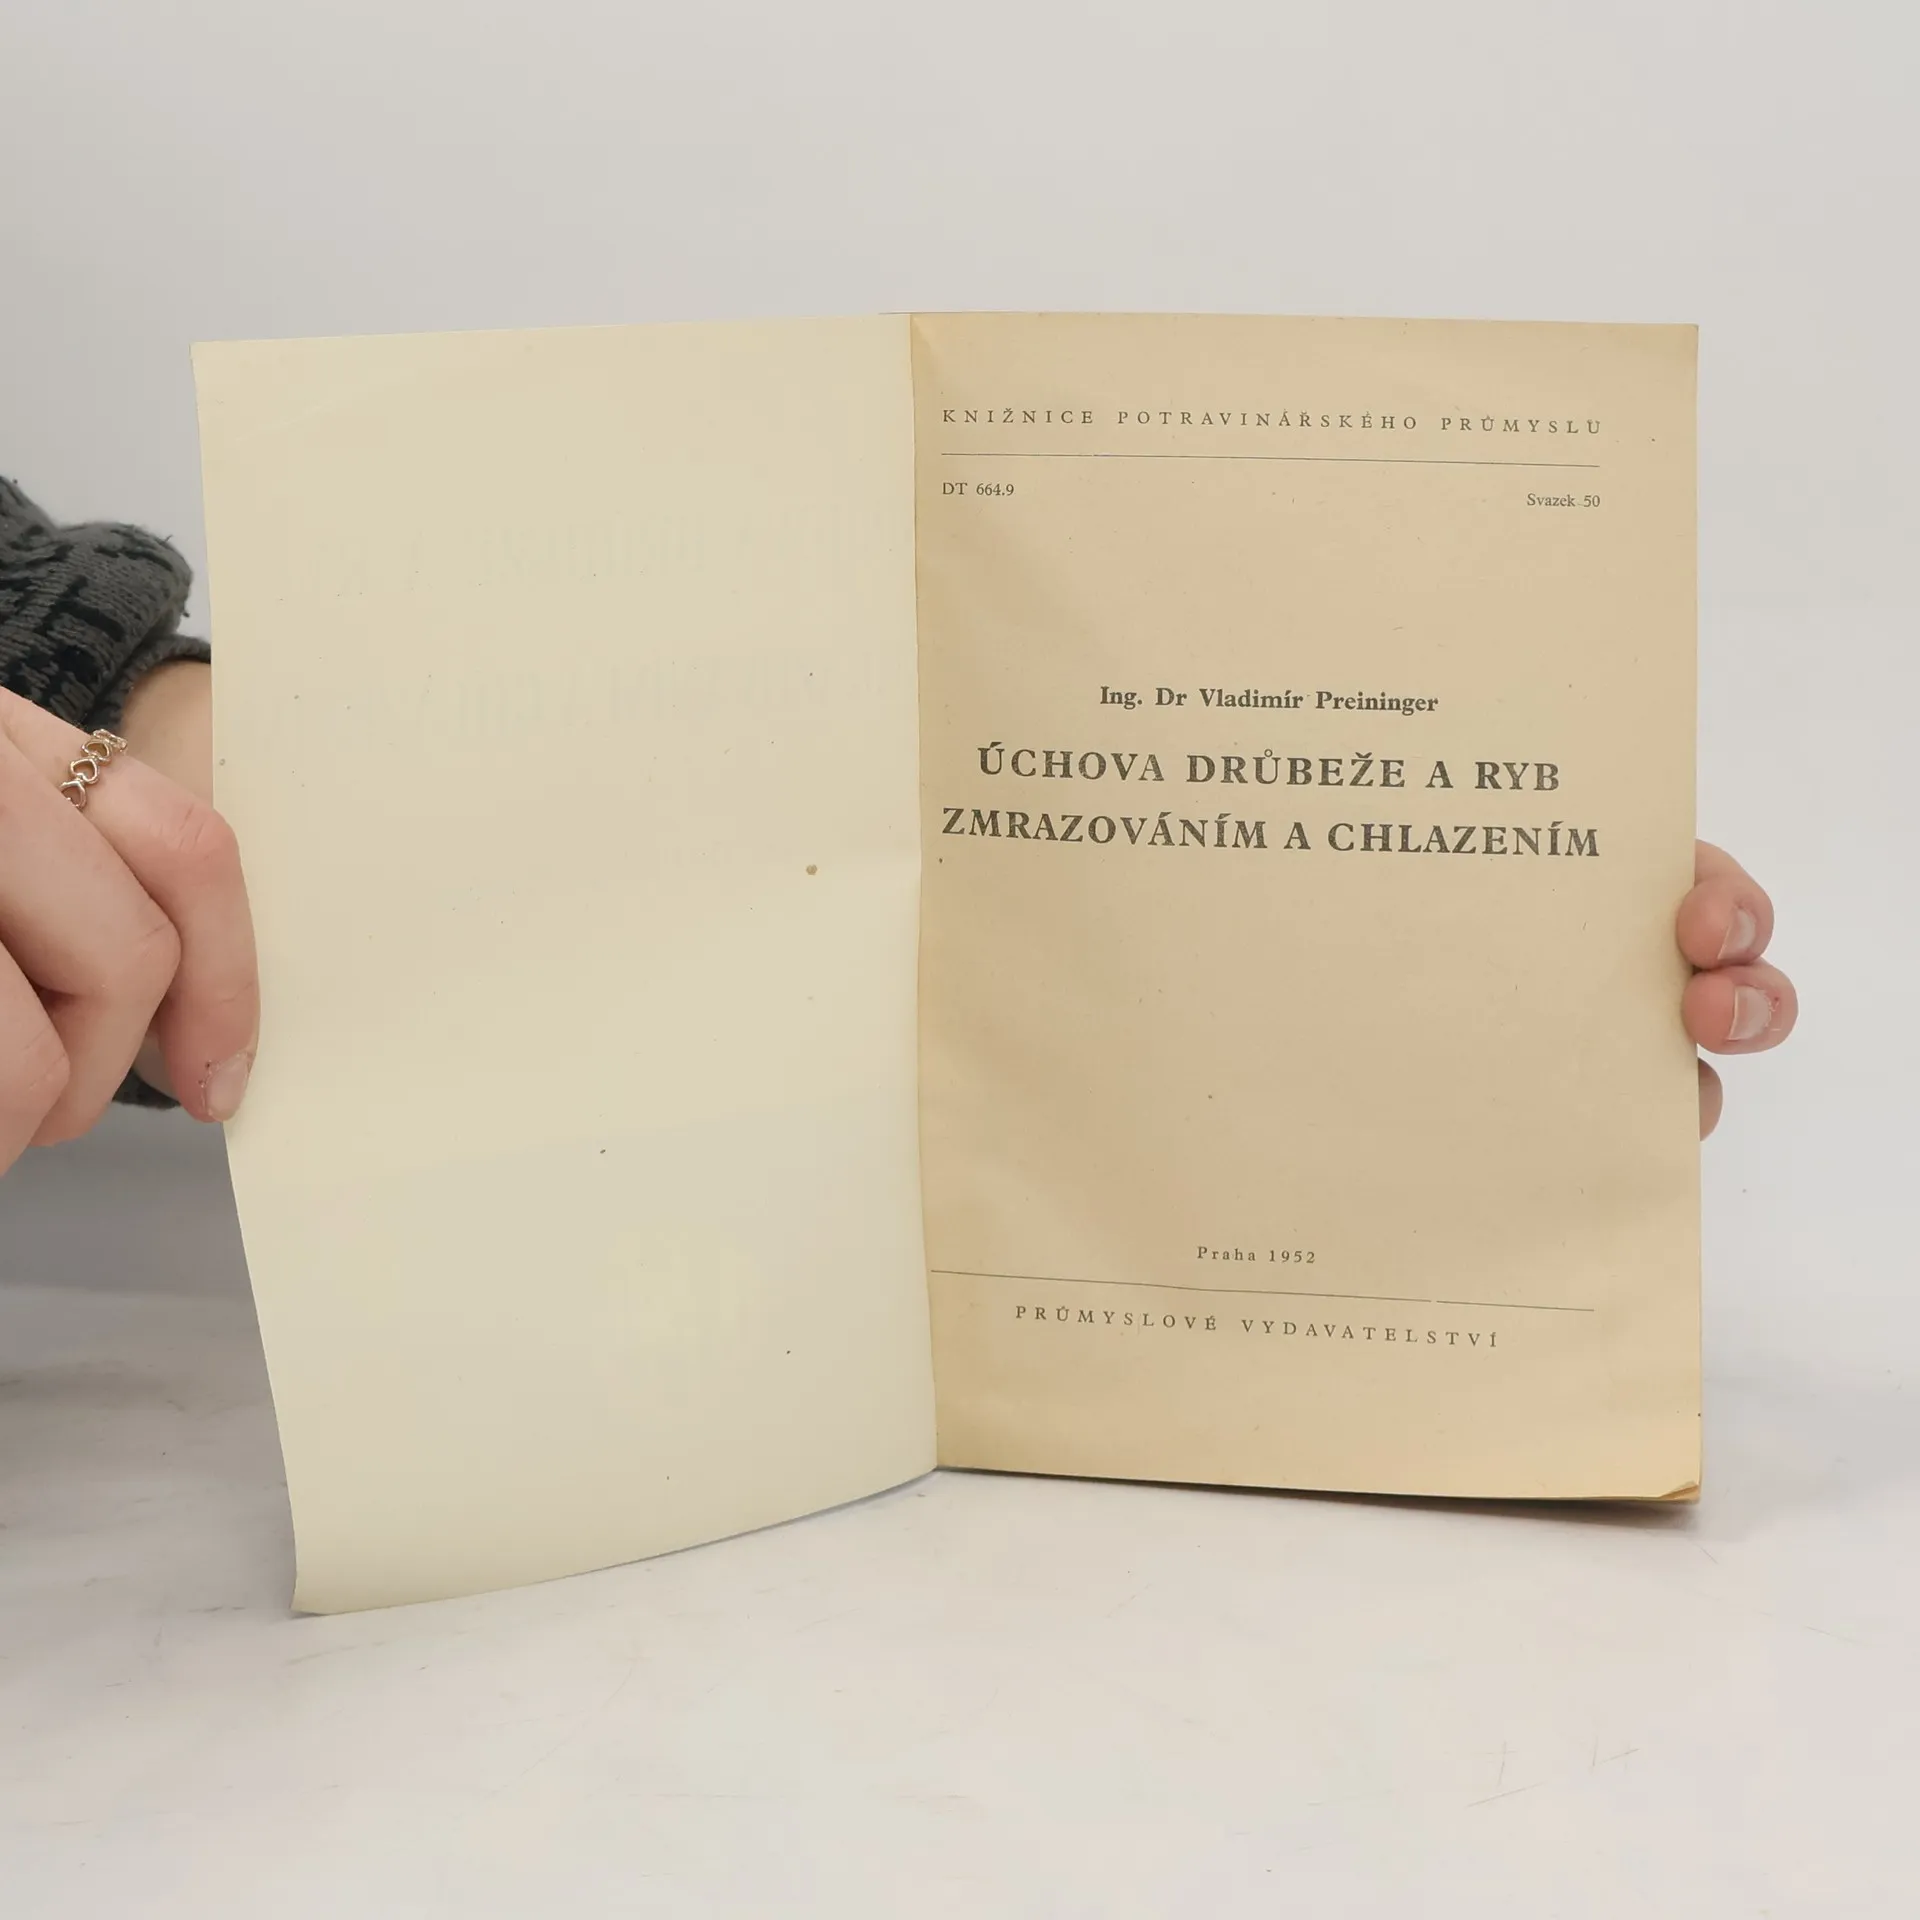 KNIŽNICE POTRAVINÁŘSKÉHO PRŮMYSLU
DT 664.9
Svazek 50
Ing. Dr Vladimír Preininger
ÚCHOVA DRŮBEŽE A RYB
ZMRAZOVÁNÍM A CHLAZENÍM
Praha 1952
PRŮMYSLOVÉ VYDAVATELSTVÍ